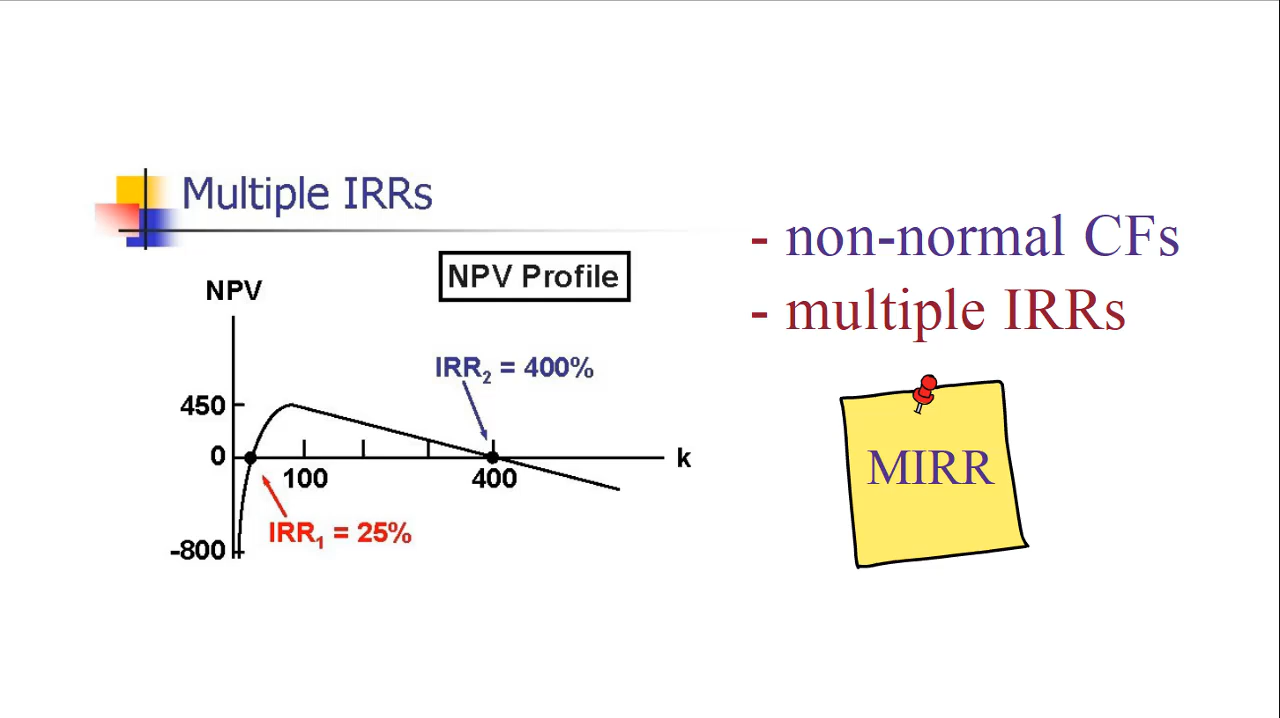 Multiple IRRs
NPV Profile
NPV
IRR2 = 400%
450
0
k
100
400
IRR1 = 25%
-800
- non-normal CFs
- multiple IRRs
MIRR